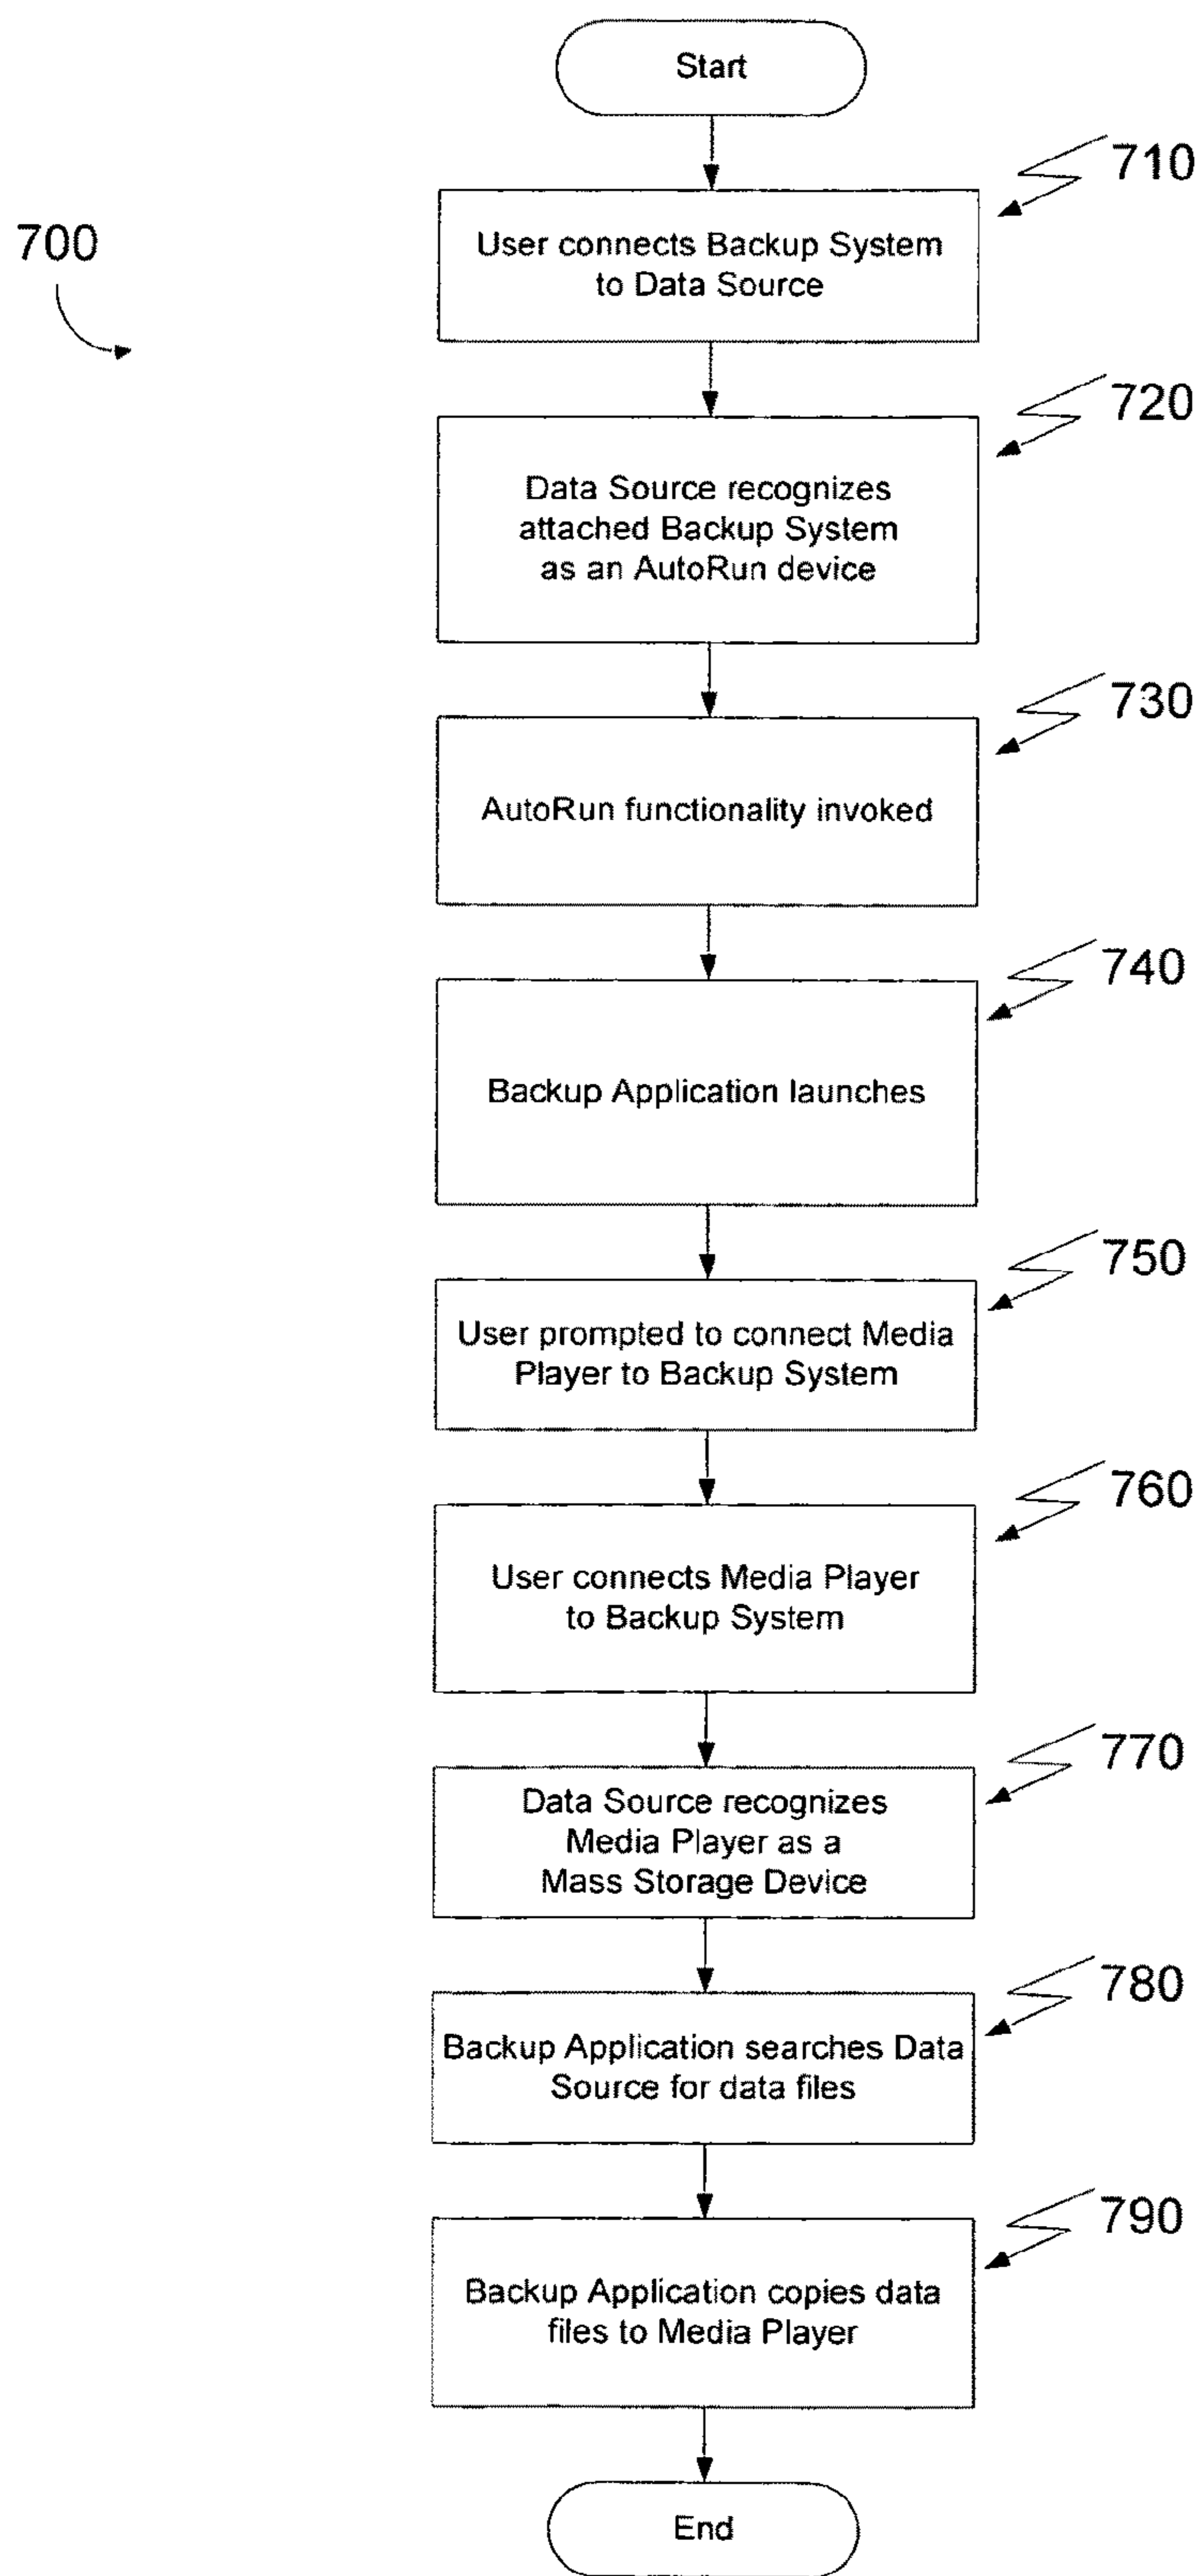 Start
710
700
User connects Backup System
to Data Source
720
Data Source recognizes
attached Backup System
as an AutoRun device
730
AutoRun functionality invoked
740
Backup Application launches
750
User prompted to connect Media
Player to Backup System
760
User connects Media Player
to Backup System
770
Data Source recognizes
Media Player as a
Mass Storage Device
780
Backup Application searches Data
Source for data files
790
Backup Application copies data
files to Media Player
End